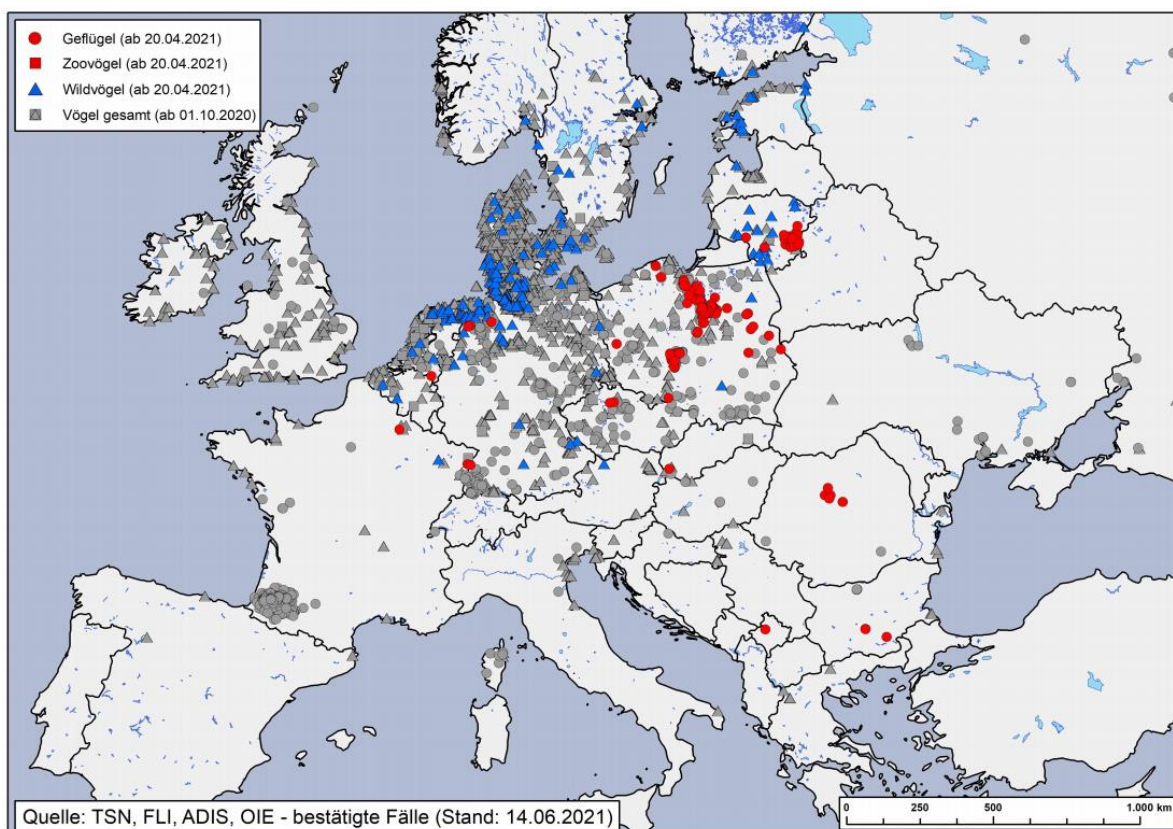 Geflügel (ab 20.04.2021)
Zoovögel (ab 20.04.2021)
Wildvögel (ab 20.04.2021)
Vögel gesamt (ab 01.10.2020)
Quelle: TSN, FLI, ADIS, OIE - bestätigte Fälle (Stand: 14.06.2021)
0 250 500 1.000 km